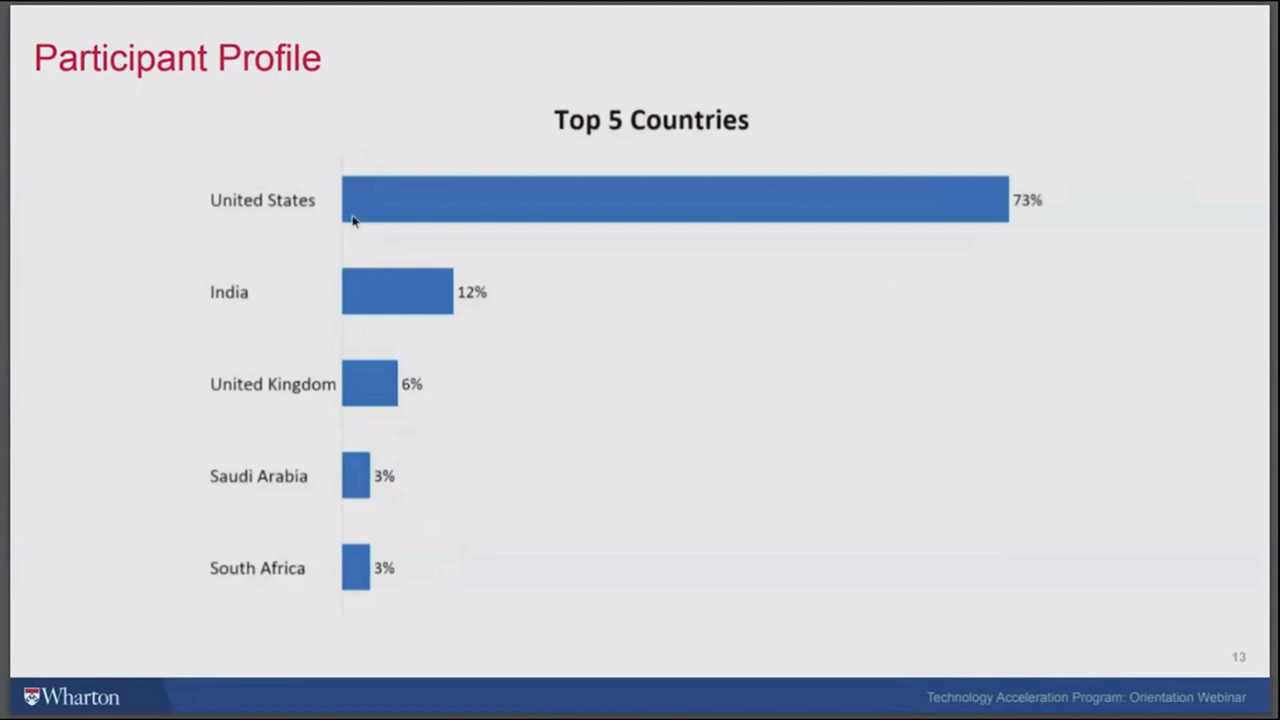 Participant Profile
Top 5 Countries
United States 73%
India 12%
United Kingdom 6%
Saudi Arabia 3%
South Africa 3%
13
Wharton
Technology Acceleration Program: Orientation Webinar